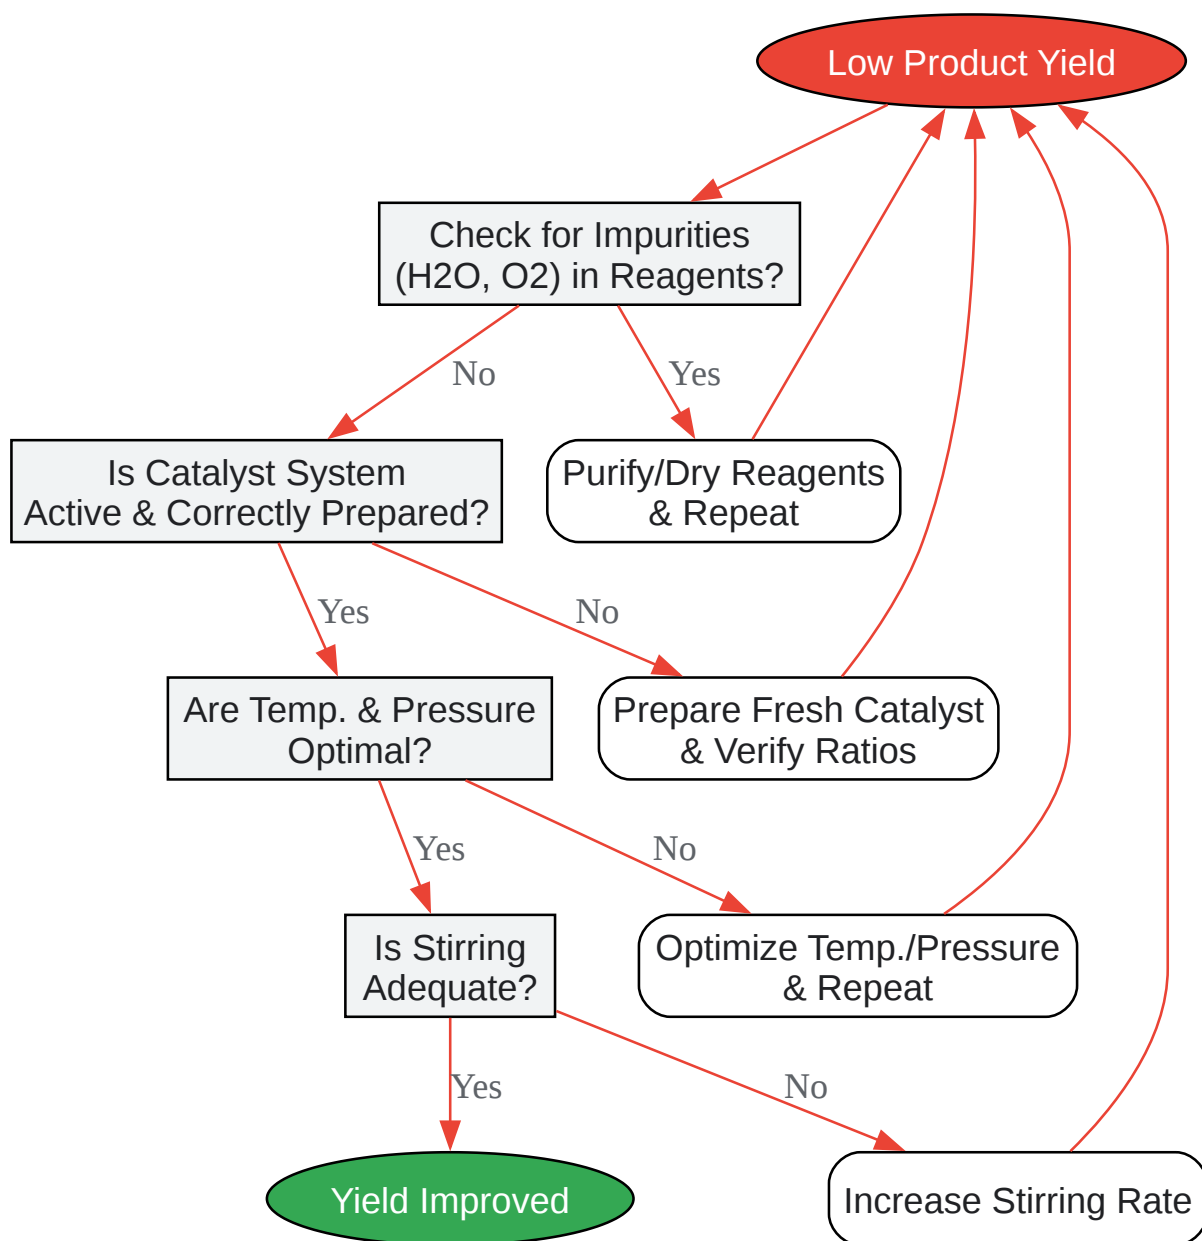 Low Product Yield
Check for Impurities
(H2O, O2) in Reagents?
No
Yes
Is Catalyst System
Active & Correctly Prepared?
Purify/Dry Reagents
& Repeat
Yes
No
Are Temp. & Pressure
Optimal?
Prepare Fresh Catalyst
& Verify Ratios
Yes
No
Is Stirring
Adequate?
Optimize Temp./Pressure
& Repeat
Yes
No
Yield Improved
Increase Stirring Rate